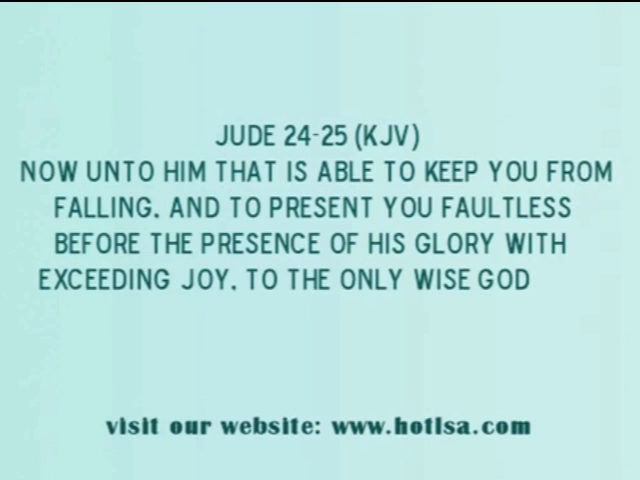 JUDE 24-25 (KJV)
NOW UNTO HIM THAT IS ABLE TO KEEP YOU FROM
FALLING, AND TO PRESENT YOU FAULTLESS
BEFORE THE PRESENCE OF HIS GLORY WITH
EXCEEDING JOY, TO THE ONLY WISE GOD
visit our website: www.hotlsa.com